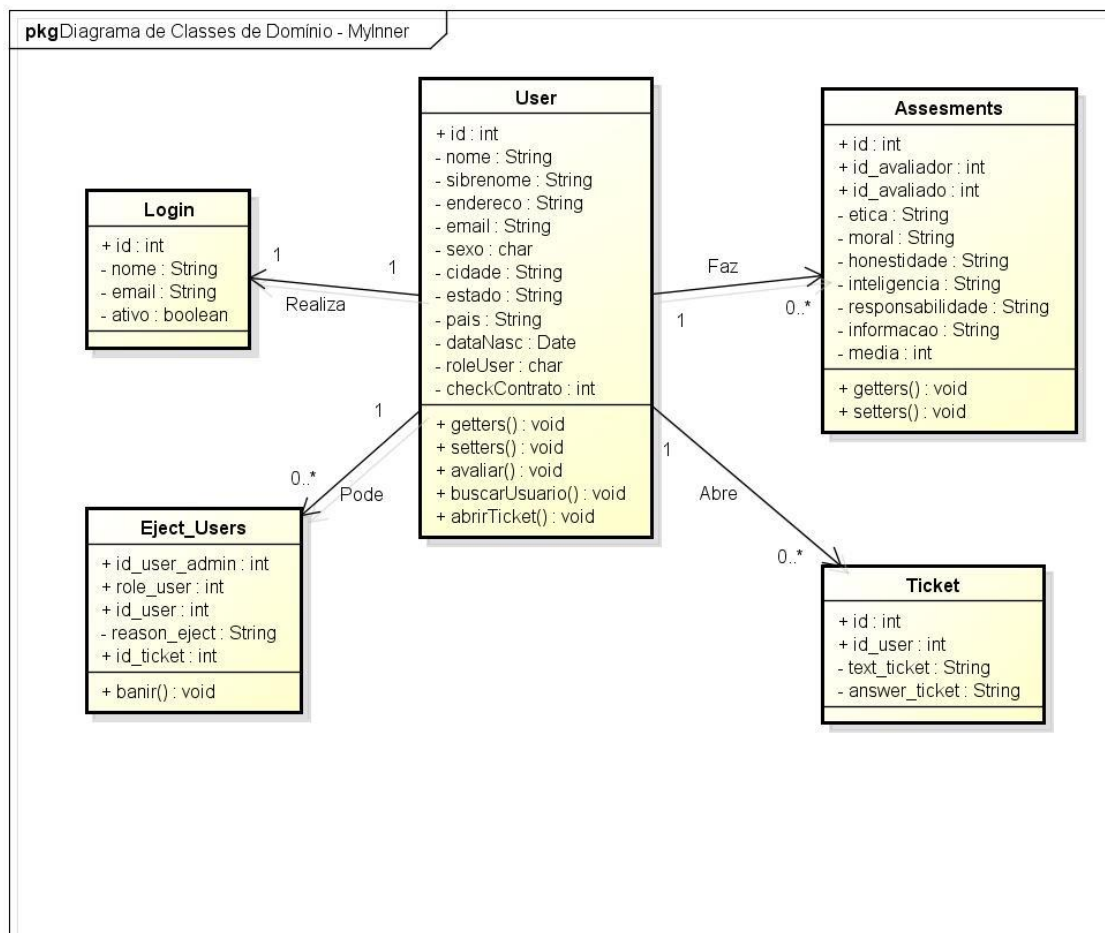 pkg Diagrama de Classes de Domínio - MyInner
User
+ id : int
- nome : String
- sibrenome : String
- endereco : String
- email : String
- sexo : char
- cidade : String
- estado : String
- pais : String
- dataNasc : Date
- roleUser : char
- checkContrato : int
+ getters() : void
+ setters() : void
+ avaliar() : void
+ buscarUsuario() : void
+ abrirTicket() : void
Assesments
+ id : int
+ id_avaliador : int
+ id_avaliado : int
- etica : String
- moral : String
- honestidade : String
- inteligencia : String
- responsabilidade : String
- informacao : String
- media : int
+ getters() : void
+ setters() : void
Login
+ id : int
- nome : String
- email : String
- ativo : boolean
1
1
Realiza
Faz
1
0..*
1
0..*
Pode
1
Abre
0..*
Eject_Users
+ id_user_admin : int
+ role_user : int
+ id_user : int
- reason_eject : String
+ id_ticket : int
+ banir() : void
Ticket
+ id : int
+ id_user : int
- text_ticket : String
- answer_ticket : String